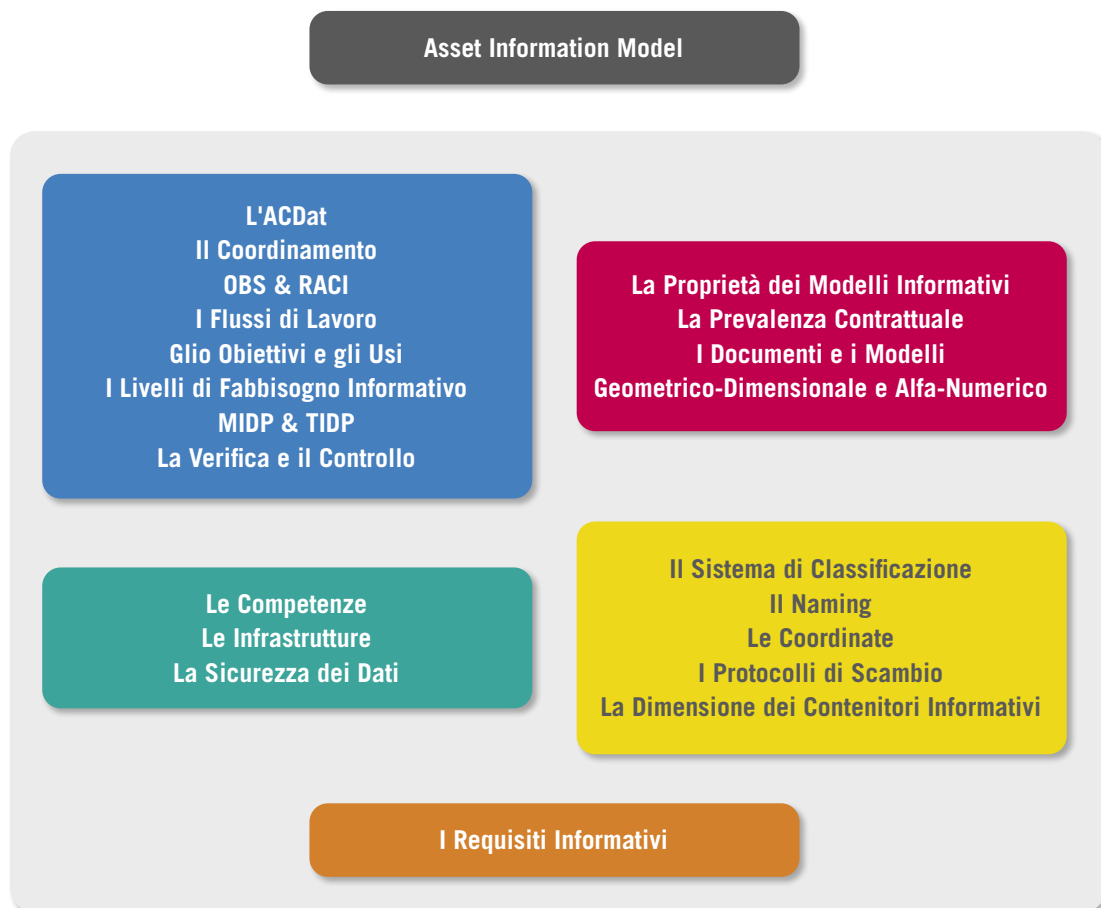 Asset Information Model
L'ACDat
Il Coordinamento
OBS & RACI
I Flussi di Lavoro
Glio Obiettivi e gli Usi
I Livelli di Fabbisogno Informativo
MIDP & TIDP
La Verifica e il Controllo
La Proprietà dei Modelli Informativi
La Prevalenza Contrattuale
I Documenti e i Modelli
Geometrico-Dimensionale e Alfa-Numerico
Le Competenze
Le Infrastrutture
La Sicurezza dei Dati
Il Sistema di Classificazione
Il Naming
Le Coordinate
I Protocolli di Scambio
La Dimensione dei Contenitori Informativi
I Requisiti Informativi